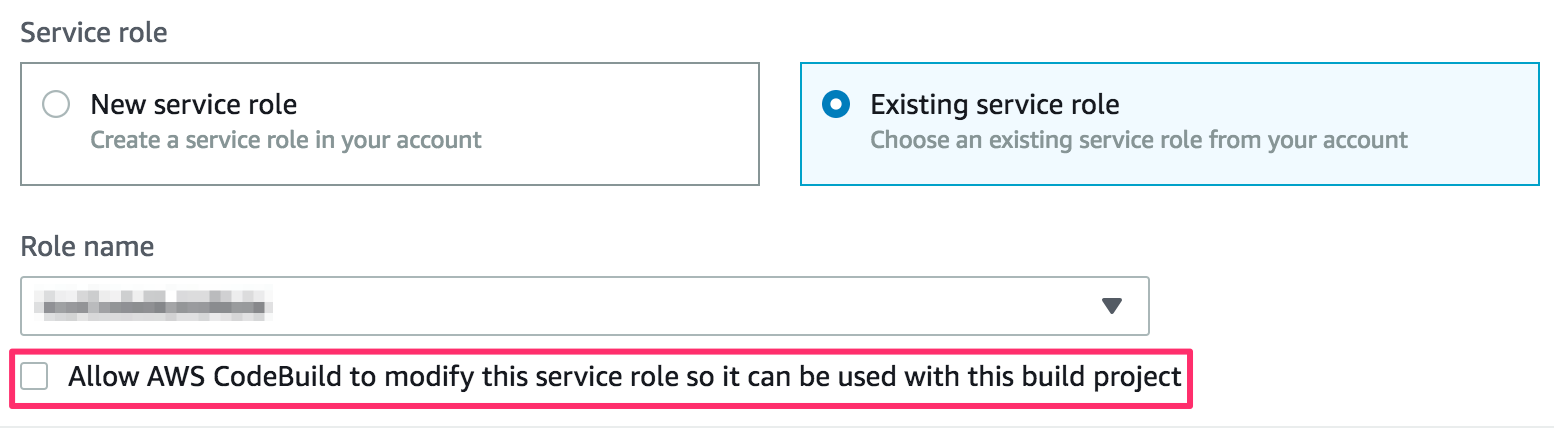 Service role
New service role
Create a service role in your account
Existing service role
Choose an existing service role from your account
Role name
Allow AWS CodeBuild to modify this service role so it can be used with this build project